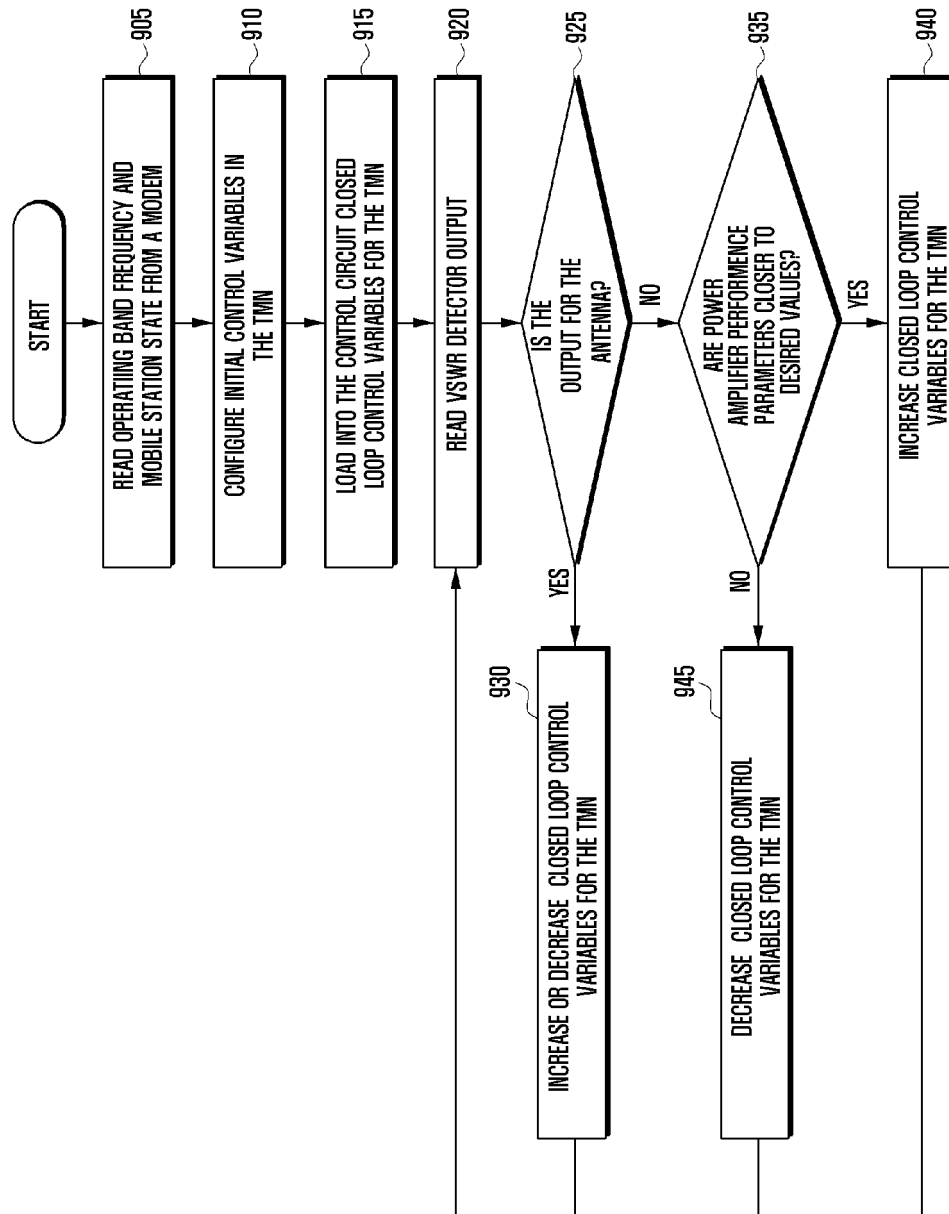 START
READ OPERATING BAND FREQUENCY AND
MOBILE STATION STATE FROM A MODEM
905
CONFIGURE INITIAL CONTROL VARIABLES IN
THE TMN
910
LOAD INTO THE CONTROL CIRCUIT CLOSED
LOOP CONTROL VARIABLES FOR THE TMN
915
READ VSWR DETECTOR OUTPUT
920
IS THE
OUTPUT FOR THE
ANTENNA?
925
YES
NO
930
INCREASE OR DECREASE CLOSED LOOP CONTROL
VARIABLES FOR THE TMN
ARE POWER
AMPLIFIER PERFORMENCE
PARAMETERS CLOSER TO
DESIRED VALUES?
935
NO
YES
945
DECREASE CLOSED LOOP CONTROL
VARIABLES FOR THE TMN
INCREASE CLOSED LOOP CONTROL
VARIABLES FOR THE TMN
940